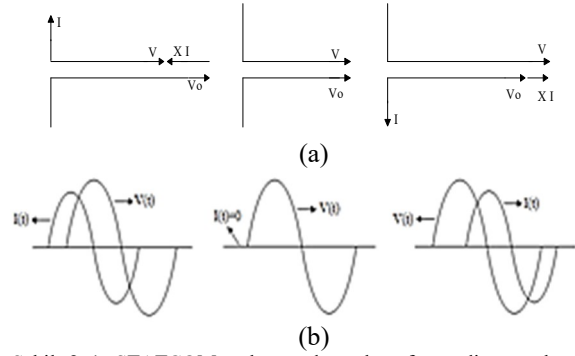 I
V
X I
Vo
V
Vo
V
Vo
X I
I
(a)
I(t)
V(t)
I(t)=0
V(t)
V(t)
I(t)
(b)